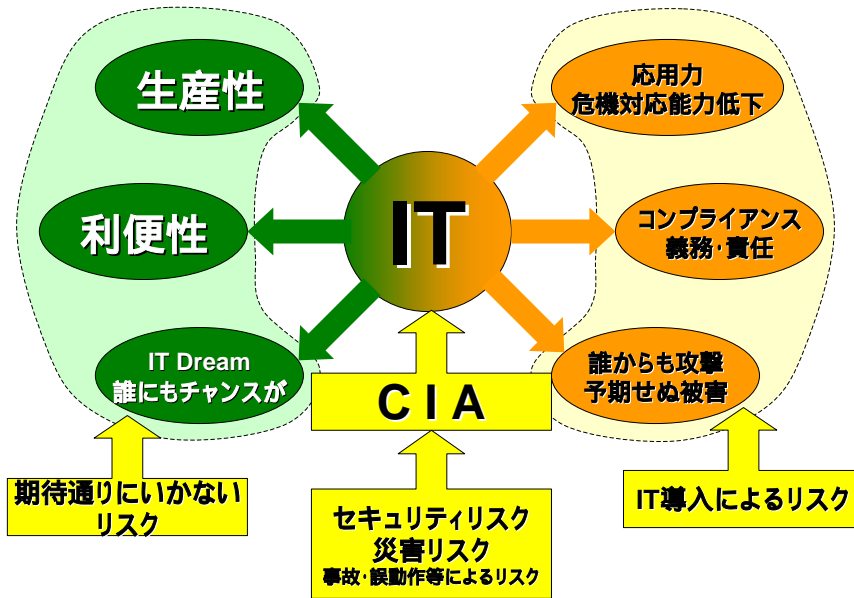 生産性
利便性
IT Dream
誰にもチャンスが
IT
応用力
危機対応能力低下
コンプライアンス
義務・責任
誰からも攻撃
予期せぬ被害
C I A
期待通りにいかない
リスク
セキュリティリスク
災害リスク
事故・誤動作等によるリスク
IT導入によるリスク